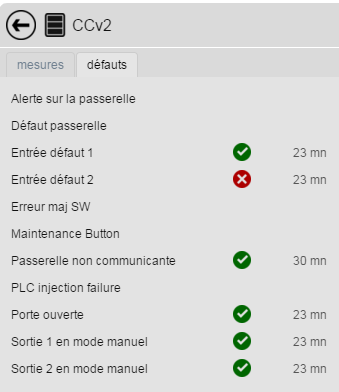 CCv2
mesures défauts
Alerte sur la passerelle
Défaut passerelle
Entrée défaut 1 23 mn
Entrée défaut 2 23 mn
Erreur maj SW
Maintenance Button
Passerelle non communicante 30 mn
PLC injection failure
Porte ouverte 23 mn
Sortie 1 en mode manuel 23 mn
Sortie 2 en mode manuel 23 mn